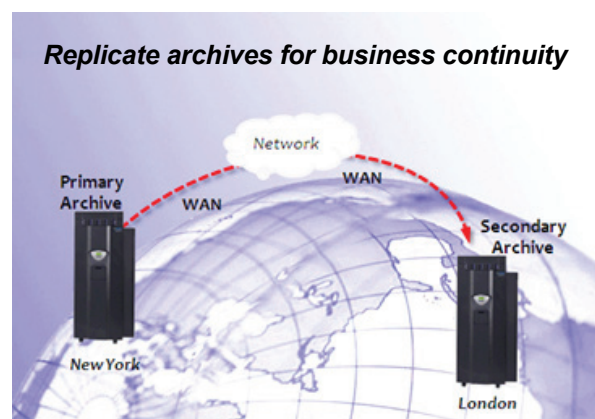 Replicate archives for business continuity
Network
WAN
WAN
Primary
Archive
Secondary
Archive
New York
London